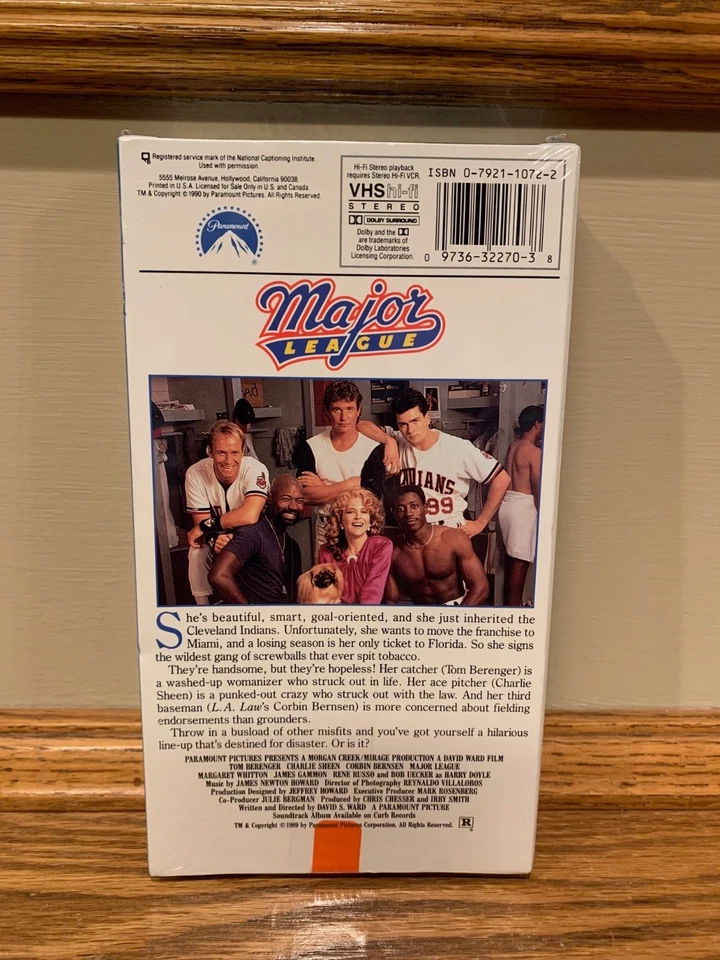 Registered service mark of the National Captioning Institute.
Used with permission.
5555 Melrose Avenue, Hollywood, California 90038.
Printed in U.S.A. Licensed for Sale Only in U.S. and Canada.
TM & Copyright © 1990 by Paramount Pictures. All Rights Reserved.
Paramount
®
Hi-Fi Stereo playback
requires Stereo Hi-Fi VCR.
VHS hi-fi
STEREO
DOLBY SURROUND
Dolby and the
are trademarks of
Dolby Laboratories
Licensing Corporation.
ISBN 0-7921-1072-2
0 9736-32270-3 8
Major
LEAGUE
INDIANS
99
She's beautiful, smart, goal-oriented, and she just inherited the
Cleveland Indians. Unfortunately, she wants to move the franchise to
Miami, and a losing season is her only ticket to Florida. So she signs
the wildest gang of screwballs that ever spit tobacco.
They're handsome, but they're hopeless! Her catcher (Tom Berenger) is
a washed-up womanizer who struck out in life. Her ace pitcher (Charlie
Sheen) is a punked-out crazy who struck out with the law. And her third
baseman (L.A. Law's Corbin Bernsen) is more concerned about fielding
endorsements than grounders.
Throw in a busload of other misfits and you've got yourself a hilarious
line-up that's destined for disaster. Or is it?
PARAMOUNT PICTURES PRESENTS A MORGAN CREEK/MIRAGE PRODUCTION A DAVID WARD FILM
TOM BERENGER CHARLIE SHEEN CORBIN BERNSEN MAJOR LEAGUE
MARGARET WHITTON JAMES GAMMON RENE RUSSO and BOB UECKER as HARRY DOYLE
Music by JAMES NEWTON HOWARD Director of Photography REYNALDO VILLALOBOS
Production Designed by JEFFREY HOWARD Executive Producer MARK ROSENBERG
Co-Producer JULIE BERGMAN Produced by CHRIS CHESSER and IRBY SMITH
Written and Directed by DAVID S. WARD A PARAMOUNT PICTURE
Soundtrack Album Available on Curb Records
TM & Copyright © 1989 by Paramount Pictures Corporation. All Rights Reserved. R